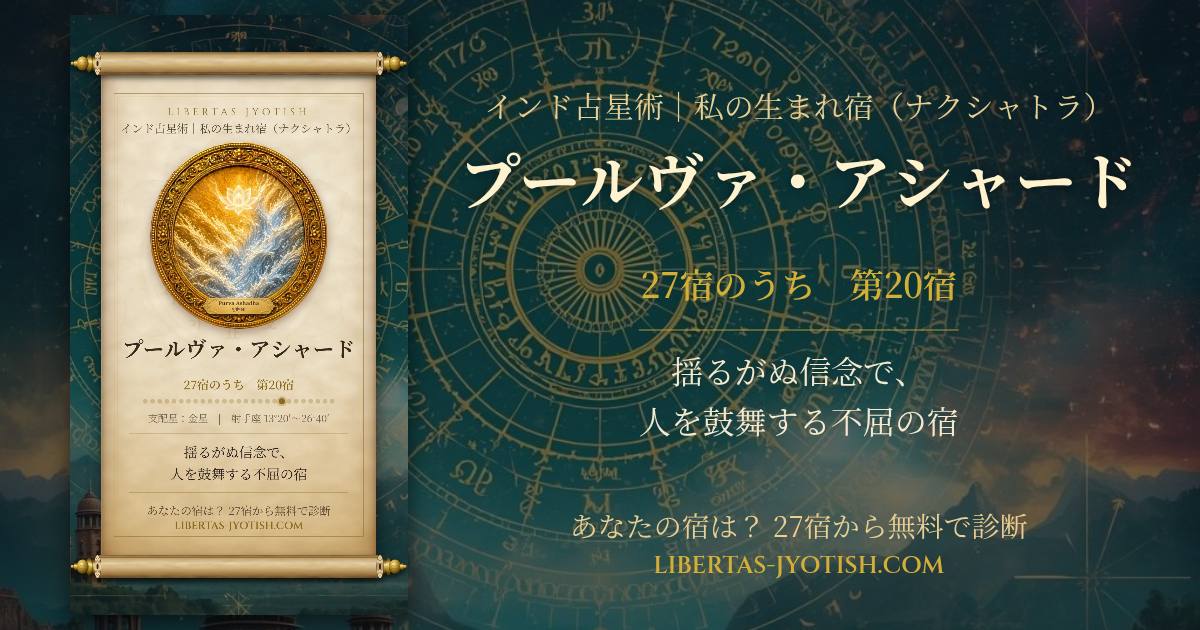 LIBERTAS JYOTISH
インド占星術｜私の生まれ宿（ナクシャトラ）
Purva Ashadha
プールヴァ・アシャード
27宿のうち　第20宿
支配星：金星　|　射子座 13°20'～26°40'
揺るがぬ信念で、
人を鼓舞する不屈の宿
あなたの宿は？ 27宿から無料で診断
LIBERTAS-JYOTISH.COM
インド占星術｜私の生まれ宿（ナクシャトラ）
プールヴァ・アシャード
27宿のうち　第20宿
揺るがぬ信念で、
人を鼓舞する不屈の宿
あなたの宿は？ 27宿から無料で診断
LIBERTAS-JYOTISH.COM